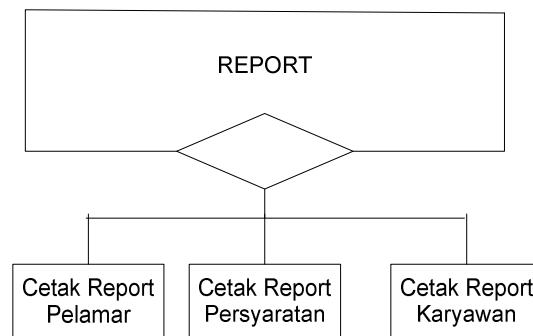 REPORT
Cetak Report
Pelamar
Cetak Report
Persyaratan
Cetak Report
Karyawan